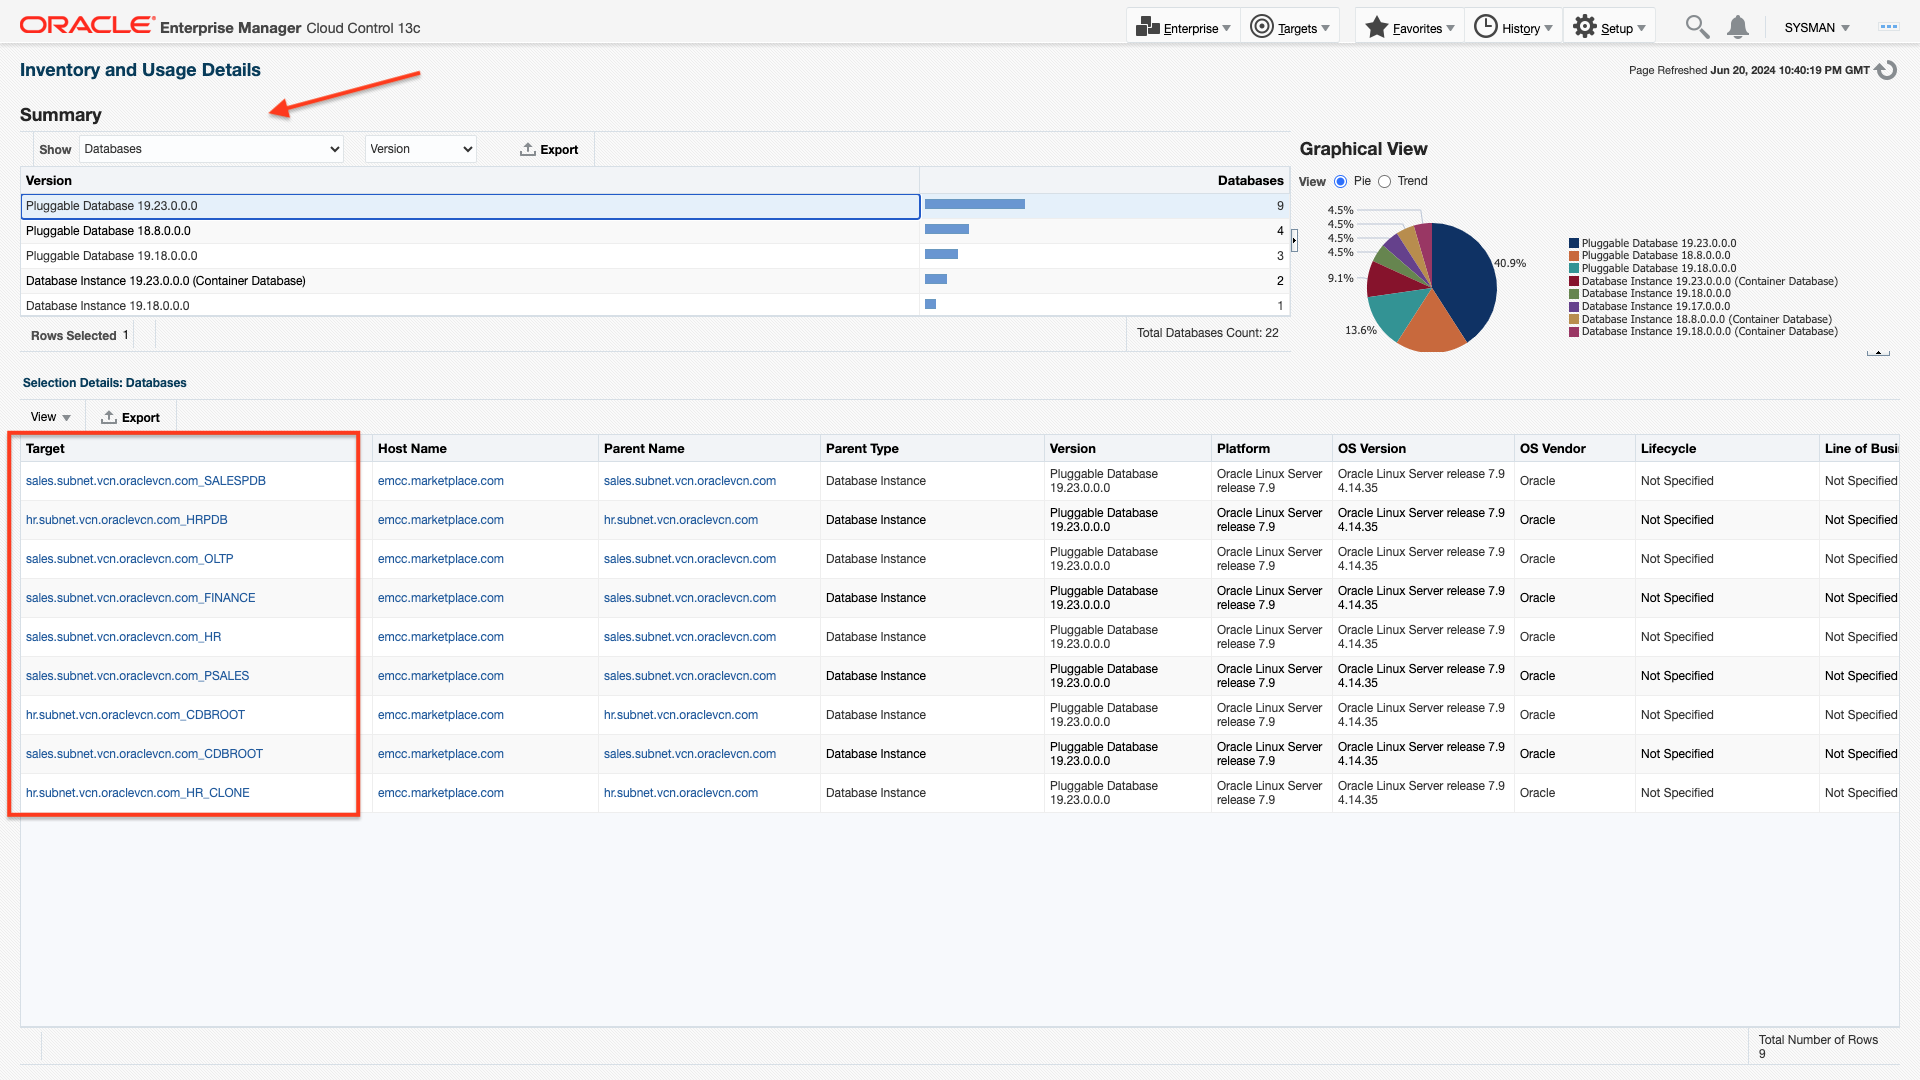 ORACLE Enterprise Manager Cloud Control 13c
Enterprise Targets Favorites History Setup SYSMAN
Inventory and Usage Details
Page Refreshed Jun 20, 2024 10:40:19 PM GMT
Summary
Show Databases Version Export
Version Databases
Pluggable Database 19.23.0.0.0 9
Pluggable Database 18.8.0.0.0 4
Pluggable Database 19.18.0.0.0 3
Database Instance 19.23.0.0.0 (Container Database) 2
Database Instance 19.18.0.0.0 1
Rows Selected 1 Total Databases Count: 22
Graphical View
View Pie Trend
4.5%
4.5%
4.5%
4.5%
9.1%
13.6%
40.9%
Pluggable Database 19.23.0.0.0
Pluggable Database 18.8.0.0.0
Pluggable Database 19.18.0.0.0
Database Instance 19.23.0.0.0 (Container Database)
Database Instance 19.18.0.0.0
Database Instance 19.17.0.0.0
Database Instance 18.8.0.0.0 (Container Database)
Database Instance 19.18.0.0.0 (Container Database)
Selection Details: Databases
View Export
Target Host Name Parent Name Parent Type Version Platform OS Version OS Vendor Lifecycle Line of Busi
sales.subnet.vcn.oraclevcn.com_SALESPDB emcc.marketplace.com sales.subnet.vcn.oraclevcn.com Database Instance Pluggable Database 19.23.0.0.0 Oracle Linux Server release 7.9 Oracle Linux Server release 7.9 4.14.35 Oracle Not Specified Not Specified
hr.subnet.vcn.oraclevcn.com_HRPDB emcc.marketplace.com hr.subnet.vcn.oraclevcn.com Database Instance Pluggable Database 19.23.0.0.0 Oracle Linux Server release 7.9 Oracle Linux Server release 7.9 4.14.35 Oracle Not Specified Not Specified
sales.subnet.vcn.oraclevcn.com_OLTP emcc.marketplace.com sales.subnet.vcn.oraclevcn.com Database Instance Pluggable Database 19.23.0.0.0 Oracle Linux Server release 7.9 Oracle Linux Server release 7.9 4.14.35 Oracle Not Specified Not Specified
sales.subnet.vcn.oraclevcn.com_FINANCE emcc.marketplace.com sales.subnet.vcn.oraclevcn.com Database Instance Pluggable Database 19.23.0.0.0 Oracle Linux Server release 7.9 Oracle Linux Server release 7.9 4.14.35 Oracle Not Specified Not Specified
sales.subnet.vcn.oraclevcn.com_HR emcc.marketplace.com sales.subnet.vcn.oraclevcn.com Database Instance Pluggable Database 19.23.0.0.0 Oracle Linux Server release 7.9 Oracle Linux Server release 7.9 4.14.35 Oracle Not Specified Not Specified
sales.subnet.vcn.oraclevcn.com_PSALES emcc.marketplace.com sales.subnet.vcn.oraclevcn.com Database Instance Pluggable Database 19.23.0.0.0 Oracle Linux Server release 7.9 Oracle Linux Server release 7.9 4.14.35 Oracle Not Specified Not Specified
hr.subnet.vcn.oraclevcn.com_CDBROOT emcc.marketplace.com hr.subnet.vcn.oraclevcn.com Database Instance Pluggable Database 19.23.0.0.0 Oracle Linux Server release 7.9 Oracle Linux Server release 7.9 4.14.35 Oracle Not Specified Not Specified
sales.subnet.vcn.oraclevcn.com_CDBROOT emcc.marketplace.com sales.subnet.vcn.oraclevcn.com Database Instance Pluggable Database 19.23.0.0.0 Oracle Linux Server release 7.9 Oracle Linux Server release 7.9 4.14.35 Oracle Not Specified Not Specified
hr.subnet.vcn.oraclevcn.com_HR_CLONE emcc.marketplace.com hr.subnet.vcn.oraclevcn.com Database Instance Pluggable Database 19.23.0.0.0 Oracle Linux Server release 7.9 Oracle Linux Server release 7.9 4.14.35 Oracle Not Specified Not Specified
Total Number of Rows
9